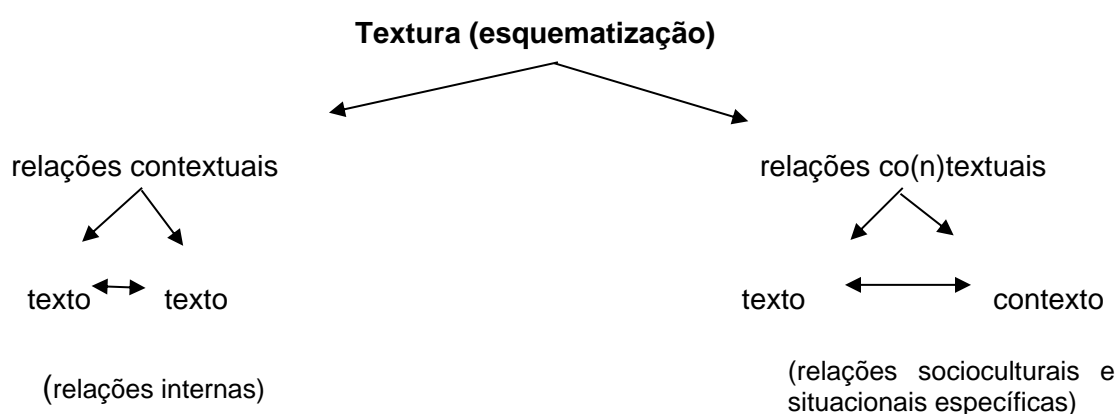 Textura (esquematização)
relações contextuais
relações co(n)textuais
texto texto
texto contexto
(relações internas)
(relações socioculturais e
situacionais específicas)